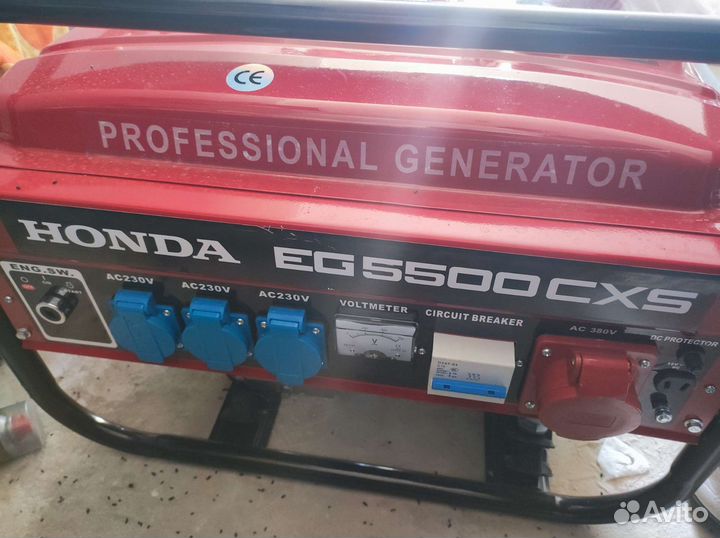 CE
PROFESSIONAL GENERATOR
HONDA EG5500CXS
ENG.SW.
AC230V AC230V AC230V
VOLTMETER
CIRCUIT BREAKER
AC 380V
DC PROTECTOR
V
Avito